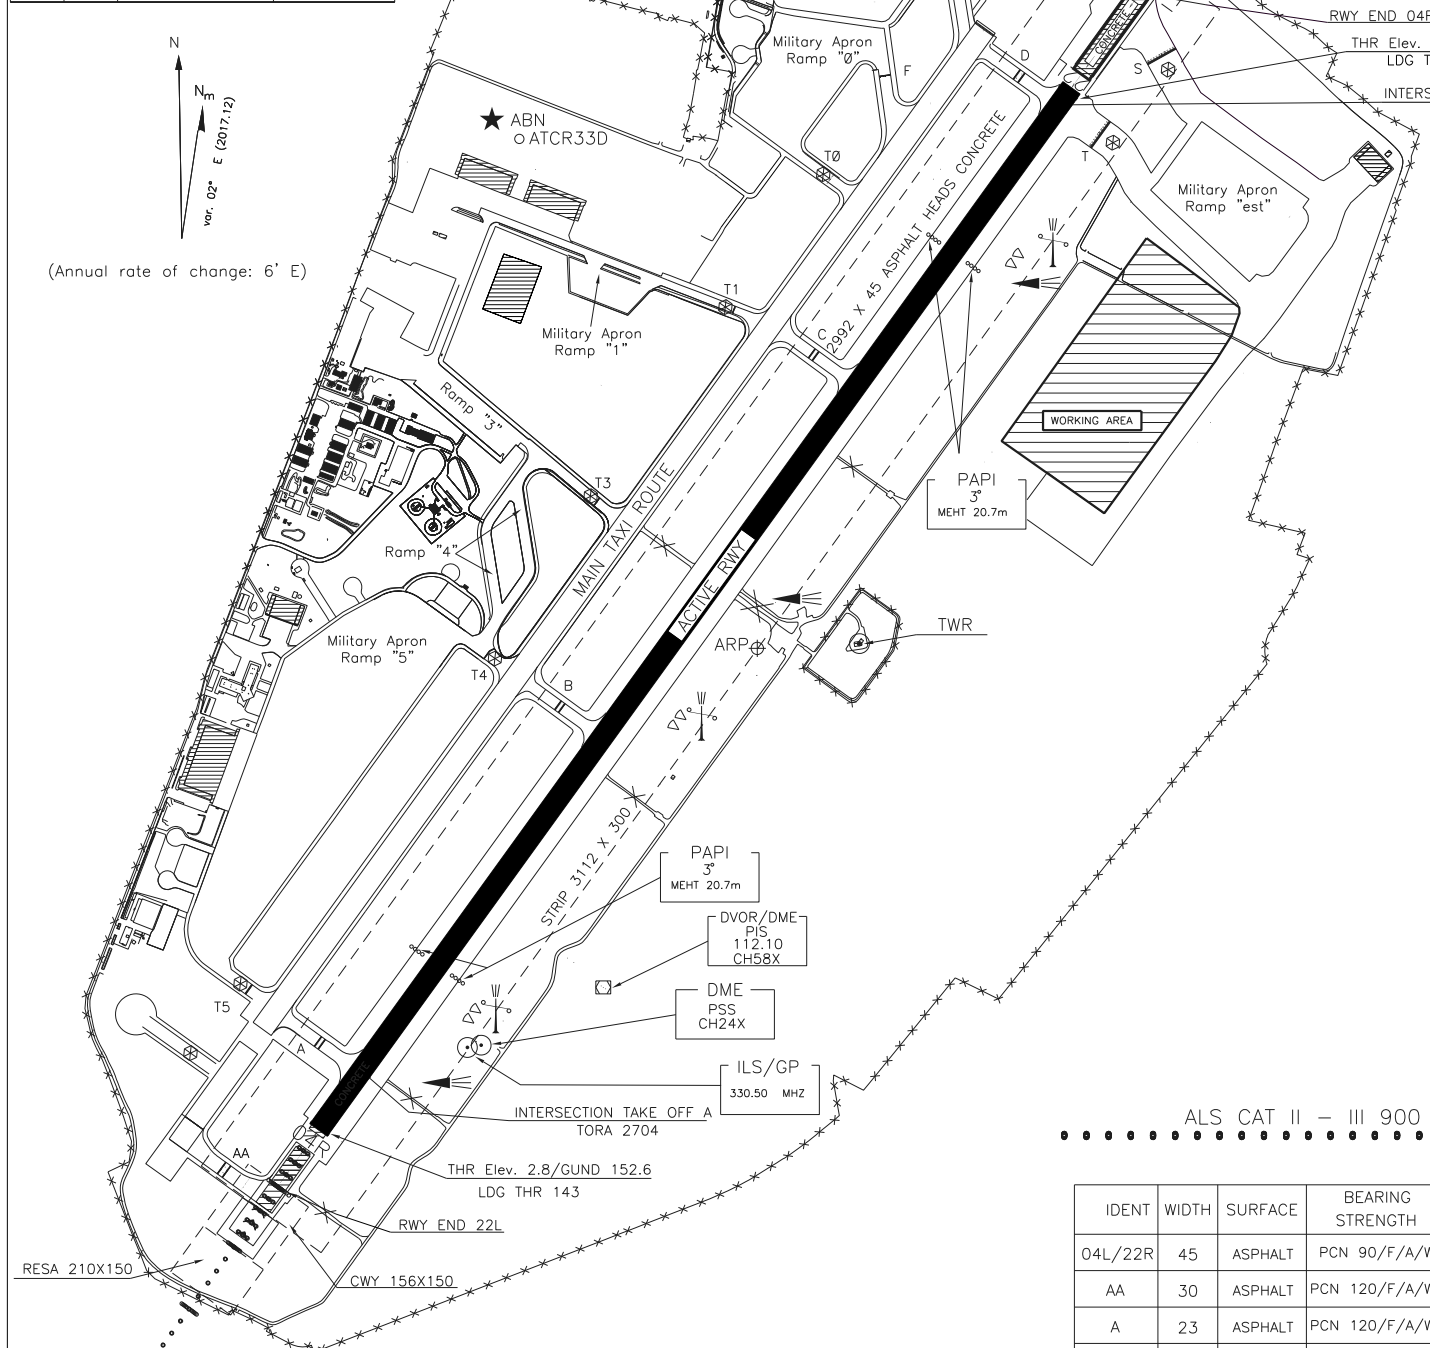 RWY END 04R
N
Military Apron
Ramp "0"
CONCRETE
THR Elev.
LDG T
D
F
S
Nm
INTERS
ABN
ATCR33D
var. 02° E (2017.12)
T0
T
Military Apron
Ramp "est"
(Annual rate of change: 6' E)
T1
2992 X 45 ASPHALT HEADS CONCRETE
Military Apron
Ramp "1"
C
Ramp "3"
WORKING AREA
T3
PAPI
3°
MEHT 20.7m
MAIN TAXI ROUTE
Ramp "4"
ACTIVE RWY
TWR
Military Apron
Ramp "5"
ARP
T4
B
STRIP 3112 X 300
PAPI
3°
MEHT 20.7m
DVOR/DME
PIS
112.10
CH58X
T5
DME
PSS
CH24X
A
ILS/GP
330.50 MHZ
CONCRETE
INTERSECTION TAKE OFF A
TORA 2704
ALS CAT II – III 900
AA
THR Elev. 2.8/GUND 152.6
LDG THR 143
RWY END 22L
RESA 210X150
CWY 156X150
IDENT WIDTH SURFACE BEARING STRENGTH
04L/22R 45 ASPHALT PCN 90/F/A/W
AA 30 ASPHALT PCN 120/F/A/W
A 23 ASPHALT PCN 120/F/A/W